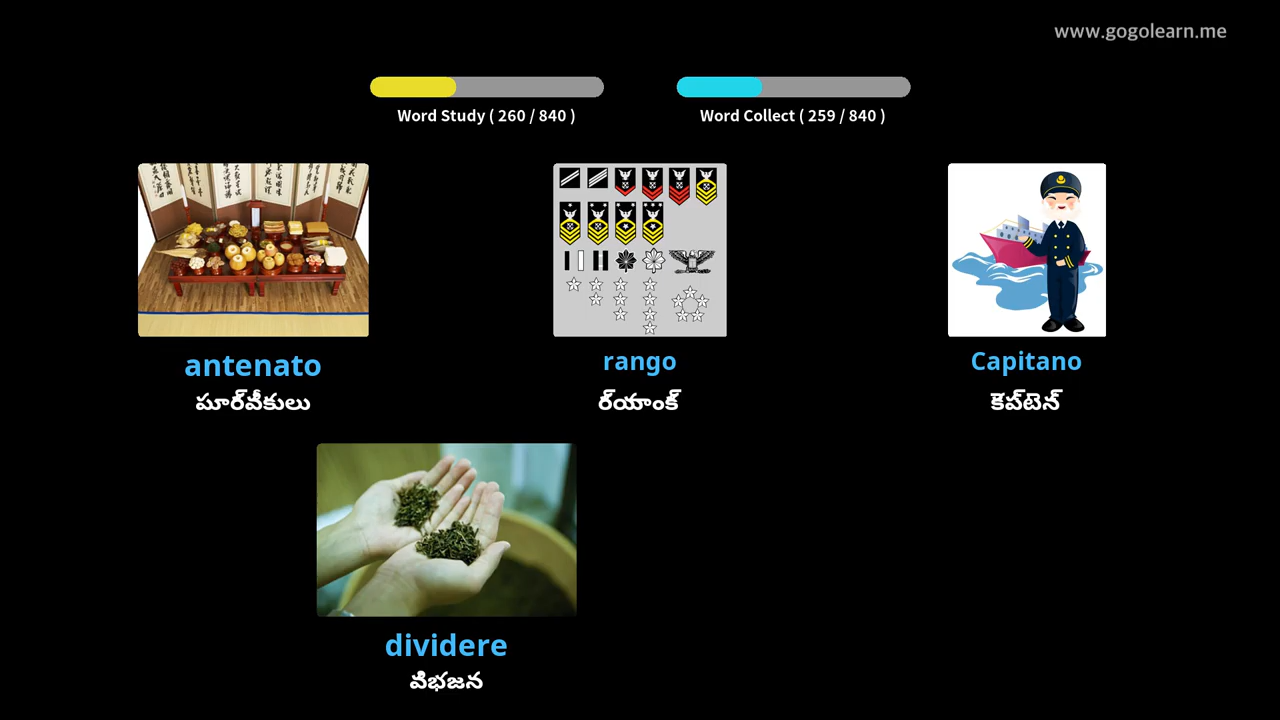 www.gogolearn.me
Word Study ( 260 / 840 )
Word Collect ( 259 / 840 )
antenato
rango
Capitano
పూర్వీకులు
ర్యాంక్
కెప్టెన్
dividere
విభజన